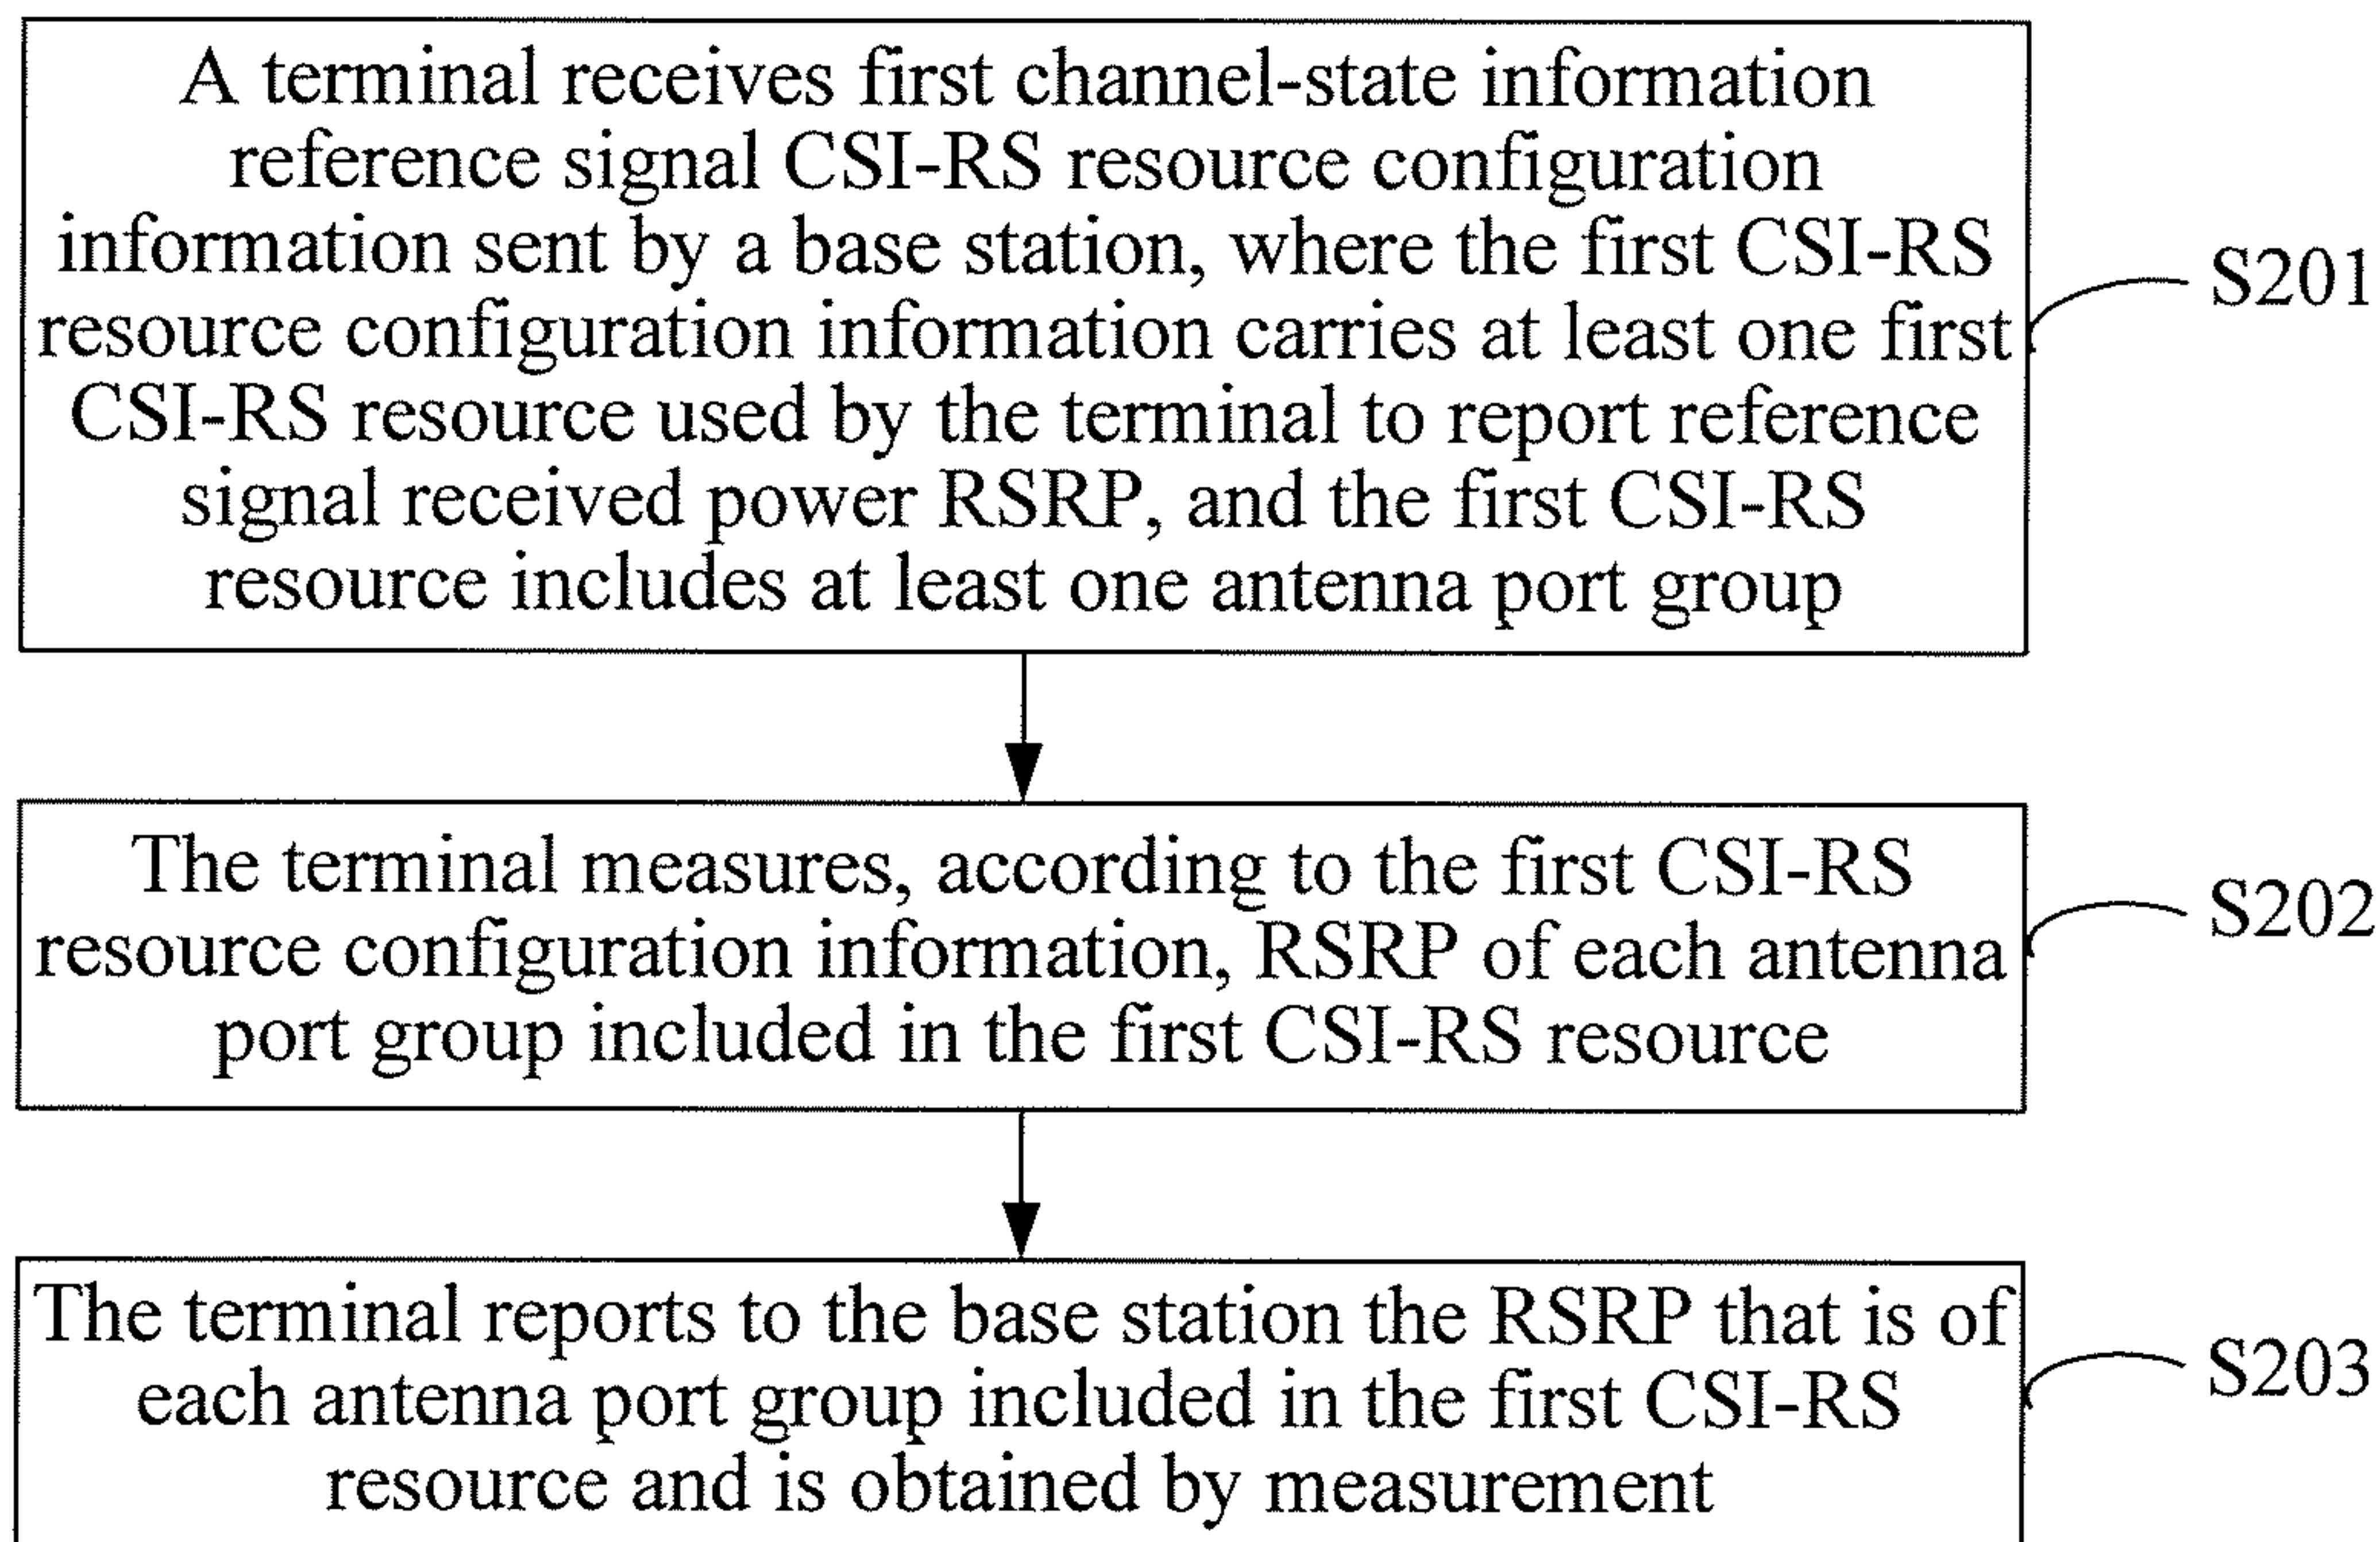 A terminal receives first channel-state information
reference signal CSI-RS resource configuration
information sent by a base station, where the first CSI-RS
resource configuration information carries at least one first
CSI-RS resource used by the terminal to report reference
signal received power RSRP, and the first CSI-RS
resource includes at least one antenna port group
S201
The terminal measures, according to the first CSI-RS
resource configuration information, RSRP of each antenna
port group included in the first CSI-RS resource
S202
The terminal reports to the base station the RSRP that is of
each antenna port group included in the first CSI-RS
resource and is obtained by measurement
S203